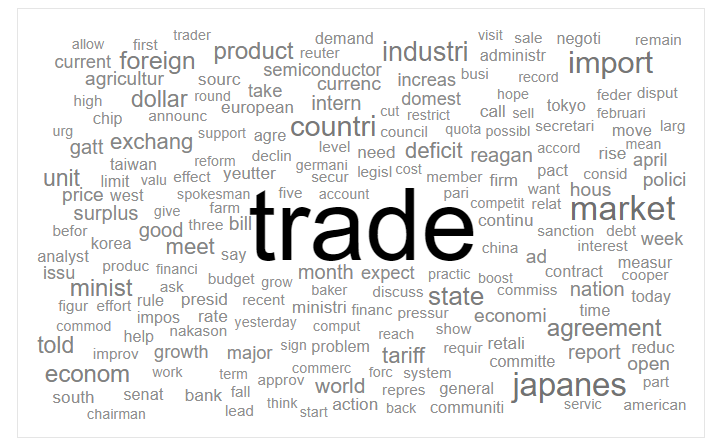 trader visit sale negoti remain
allow first demand
current foreign product reuter industri administr import
agricultur sourc semiconductor busi
high dollar round take currenc increas record feder disput
chip announc european intern domest hope tokyo
urg support agre countri cut restrict call sell possibl februari
gatt exchang council quota secretari move larg
taiwan reform declin level need deficit reagan accord rise mean april
unit limit valu effect yeutter germani secur legisl cost member firm pact consid polici
price west spokesman five account pari want hous
surplus give farm trade competit relat market
befor good three bill continu sanction debt week
korea meet say china interest
analyst produc financi ad measur
issu month expect practic boost contract cooper
minist ask budget grow baker discuss state commiss nation today
figur effort rule presid recent ministri financ pressur economi time
commod impos rate yesterday comput show agreement
told help nakason reach retali reduc
improv growth major sign problem tariff requir committe report open
econom work term approv commerc forc system japanes part
south senat bank fall world repres general servic american
chairman lead think start action back communiti